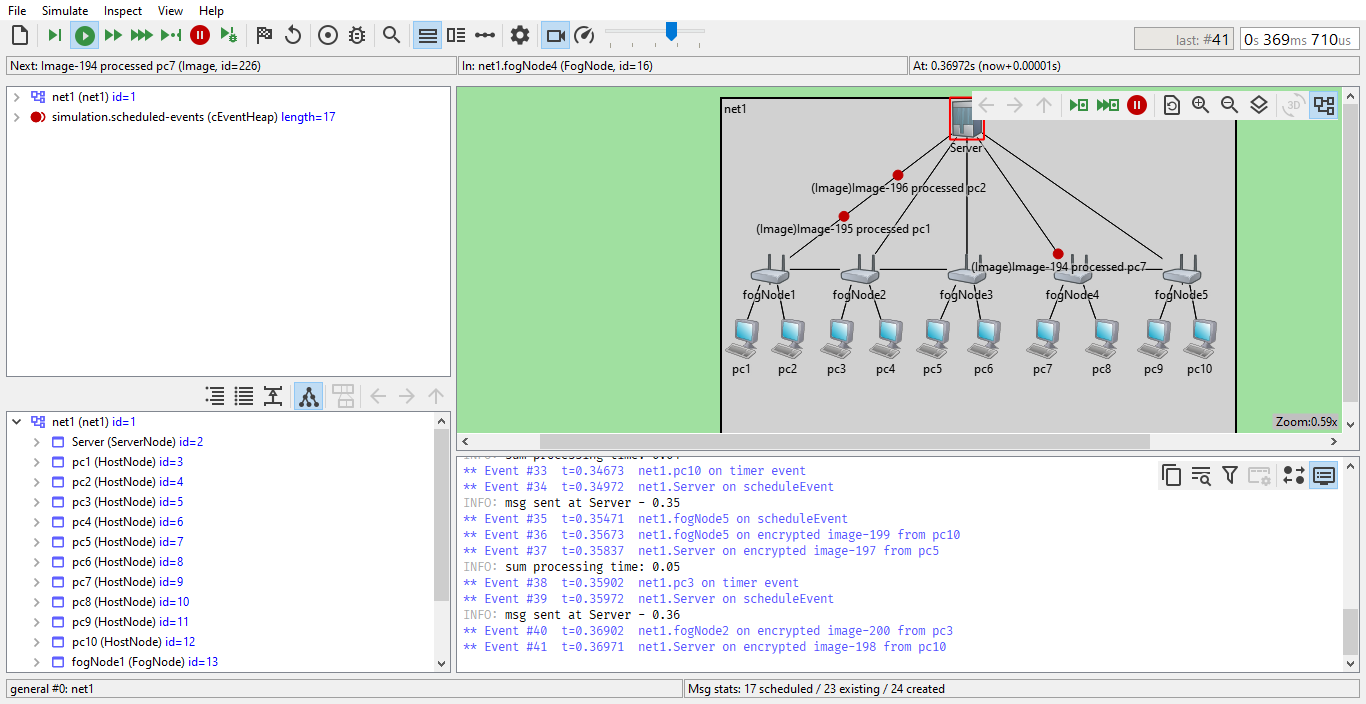 File Simulate Inspect View Help
last: #41 0s 369ms 710us
Next: Image-194 processed pc7 (Image, id=226) In: net1.fogNode4 (FogNode, id=16) At: 0.36972s (now+0.00001s)
net1 (net1) id=1
simulation.scheduled-events (cEventHeap) length=17
net1
3D
Server
(Image)Image-196 processed pc2
(Image)Image-195 processed pc1
(Image)Image-194 processed pc7
fogNode1 fogNode2 fogNode3 fogNode4 fogNode5
pc1 pc2 pc3 pc4 pc5 pc6 pc7 pc8 pc9 pc10
Zoom:0.59x
net1 (net1) id=1
Server (ServerNode) id=2
pc1 (HostNode) id=3
pc2 (HostNode) id=4
pc3 (HostNode) id=5
pc4 (HostNode) id=6
pc5 (HostNode) id=7
pc6 (HostNode) id=8
pc7 (HostNode) id=9
pc8 (HostNode) id=10
pc9 (HostNode) id=11
pc10 (HostNode) id=12
fogNode1 (FogNode) id=13
INFO: sum processing time: 0.04
** Event #33 t=0.34673 net1.pc10 on timer event
** Event #34 t=0.34972 net1.Server on scheduleEvent
INFO: msg sent at Server - 0.35
** Event #35 t=0.35471 net1.fogNode5 on scheduleEvent
** Event #36 t=0.35673 net1.fogNode5 on encrypted image-199 from pc10
** Event #37 t=0.35837 net1.Server on encrypted image-197 from pc5
INFO: sum processing time: 0.05
** Event #38 t=0.35902 net1.pc3 on timer event
** Event #39 t=0.35972 net1.Server on scheduleEvent
INFO: msg sent at Server - 0.36
** Event #40 t=0.36902 net1.fogNode2 on encrypted image-200 from pc3
** Event #41 t=0.36971 net1.Server on encrypted image-198 from pc10
general #0: net1 Msg stats: 17 scheduled / 23 existing / 24 created